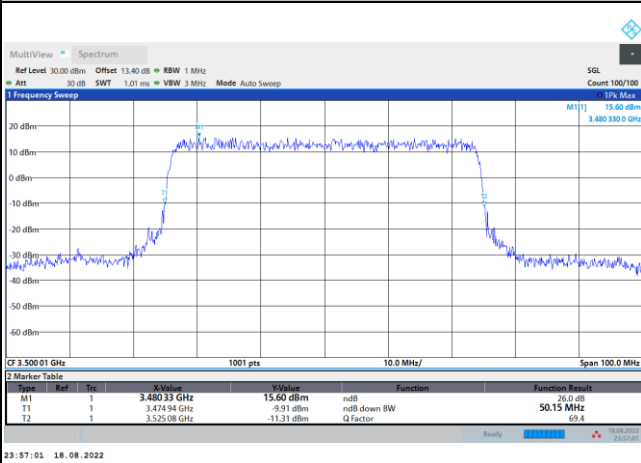 MultiView Spectrum
Ref Level 30.00 dBm Offset 13.40 dB RBW 1 MHz SGL
Att 30 dB SWT 1.01 ms VBW 3 MHz Mode Auto Sweep Count 100/100
1 Frequency Sweep 1Pk Max
M1[1] 15.60 dBm
3.480 330 0 GHz
20 dBm
M1
10 dBm
0 dBm
T1
T2
-10 dBm
-20 dBm
-30 dBm
-40 dBm
-50 dBm
-60 dBm
CF 3.500 01 GHz 1001 pts 10.0 MHz/ Span 100.0 MHz
2 Marker Table
Type Ref Trc X-Value Y-Value Function Function Result
M1 1 3.480 33 GHz 15.60 dBm ndB 26.0 dB
T1 1 3.474 94 GHz -9.91 dBm ndB down BW 50.15 MHz
T2 1 3.525 08 GHz -11.31 dBm Q Factor 69.4
Ready 18.08.2022
23:57:01
23:57:01 18.08.2022